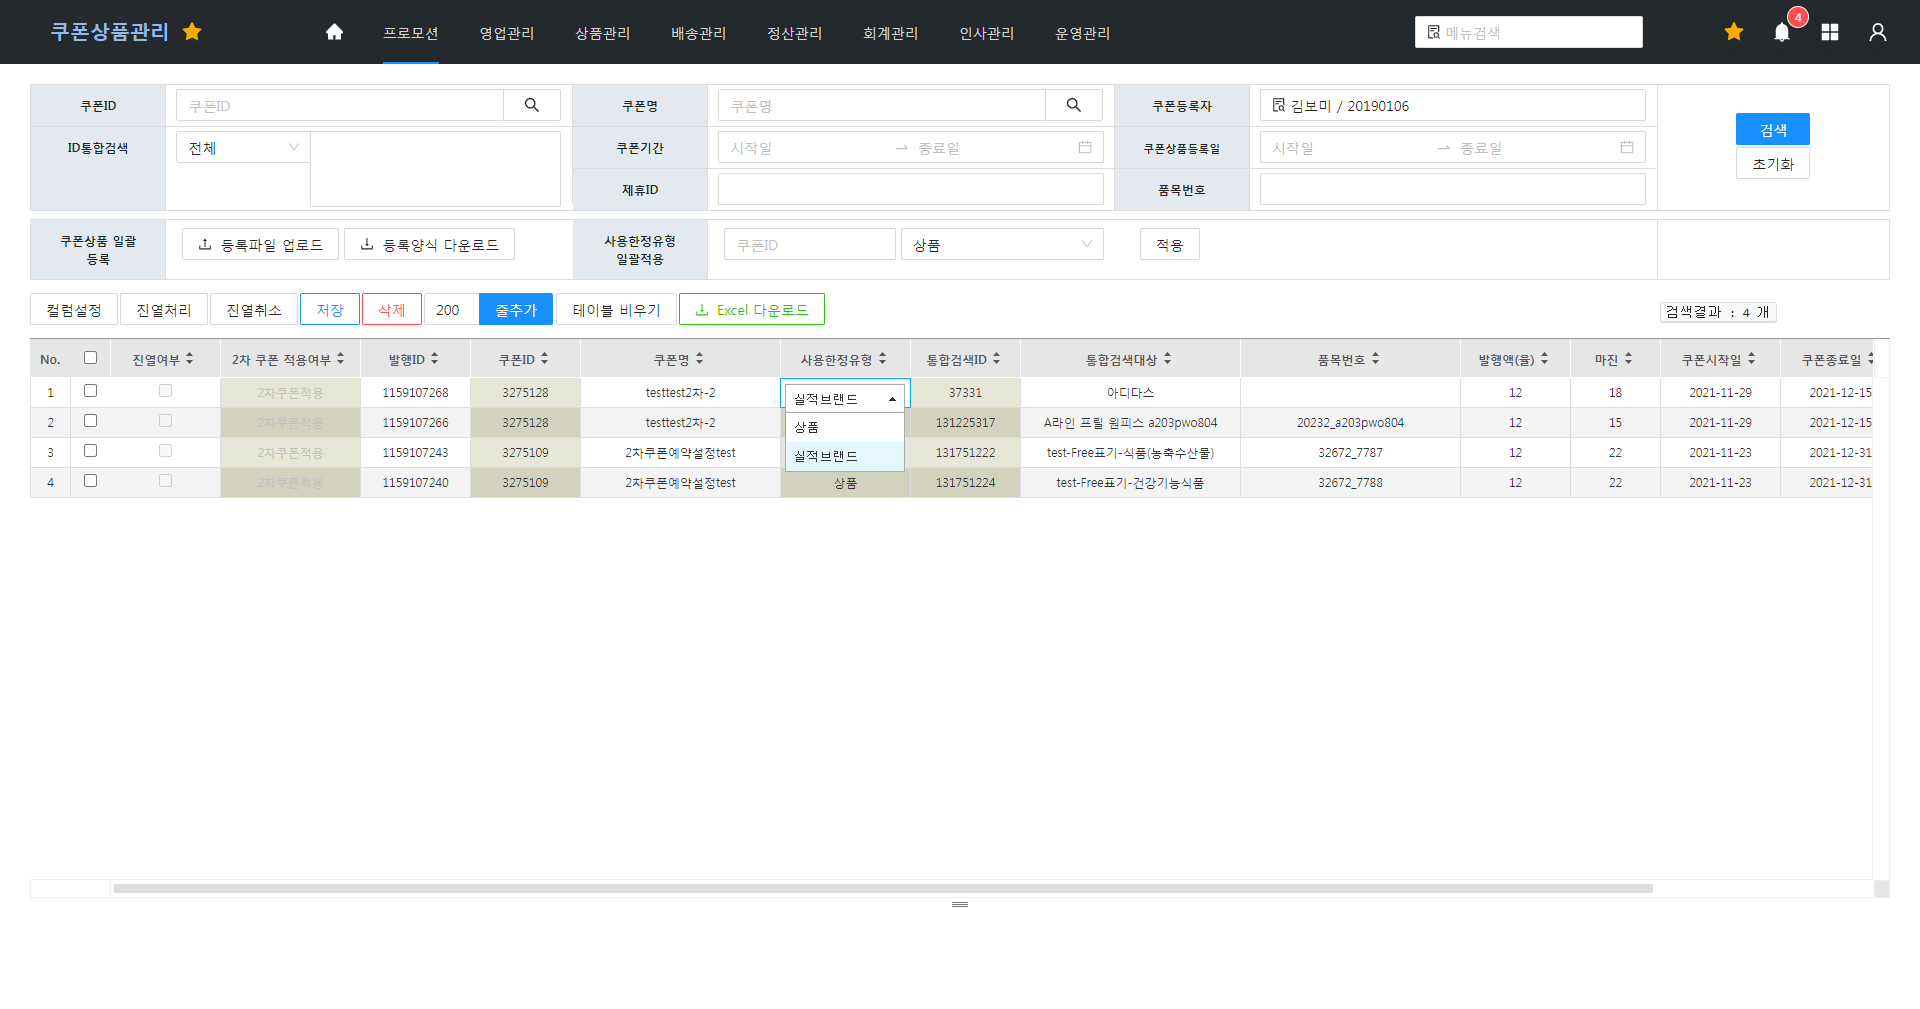 쿠폰상품관리 프로모션 영업관리 상품관리 배송관리 정산관리 회계관리 인사관리 운영관리 메뉴검색 4
쿠폰ID 쿠폰ID 쿠폰명 쿠폰명 쿠폰등록자 김보미 / 20190106
검색
ID통합검색 전체 쿠폰기간 시작일 → 종료일 쿠폰상품등록일 시작일 → 종료일
초기화
제휴ID 품목번호
쿠폰상품 일괄
등록
등록파일 업로드 등록양식 다운로드
사용한정유형
일괄적용
쿠폰ID 상품 적용
컬럼설정 진열처리 진열취소 저장 삭제 200 줄추가 테이블 비우기 Excel 다운로드 검색결과 : 4 개
No. 진열여부 2차 쿠폰 적용여부 발행ID 쿠폰ID 쿠폰명 사용한정유형 통합검색ID 통합검색대상 품목번호 발행액(율) 마진 쿠폰시작일 쿠폰종료일
1 2차쿠폰적용 1159107268 3275128 testtest2차-2 실적브랜드 37331 아디다스 12 18 2021-11-29 2021-12-15
2 2차쿠폰적용 1159107266 3275128 testtest2차-2 상품 131225317 A라인 프릴 원피스 a203pwo804 20232_a203pwo804 12 15 2021-11-29 2021-12-15
3 2차쿠폰적용 1159107243 3275109 2차쿠폰예약설정test 실적브랜드 131751222 test-Free표기-식품(농축수산물) 32672_7787 12 22 2021-11-23 2021-12-31
4 2차쿠폰적용 1159107240 3275109 2차쿠폰예약설정test 상품 131751224 test-Free표기-건강기능식품 32672_7788 12 22 2021-11-23 2021-12-31